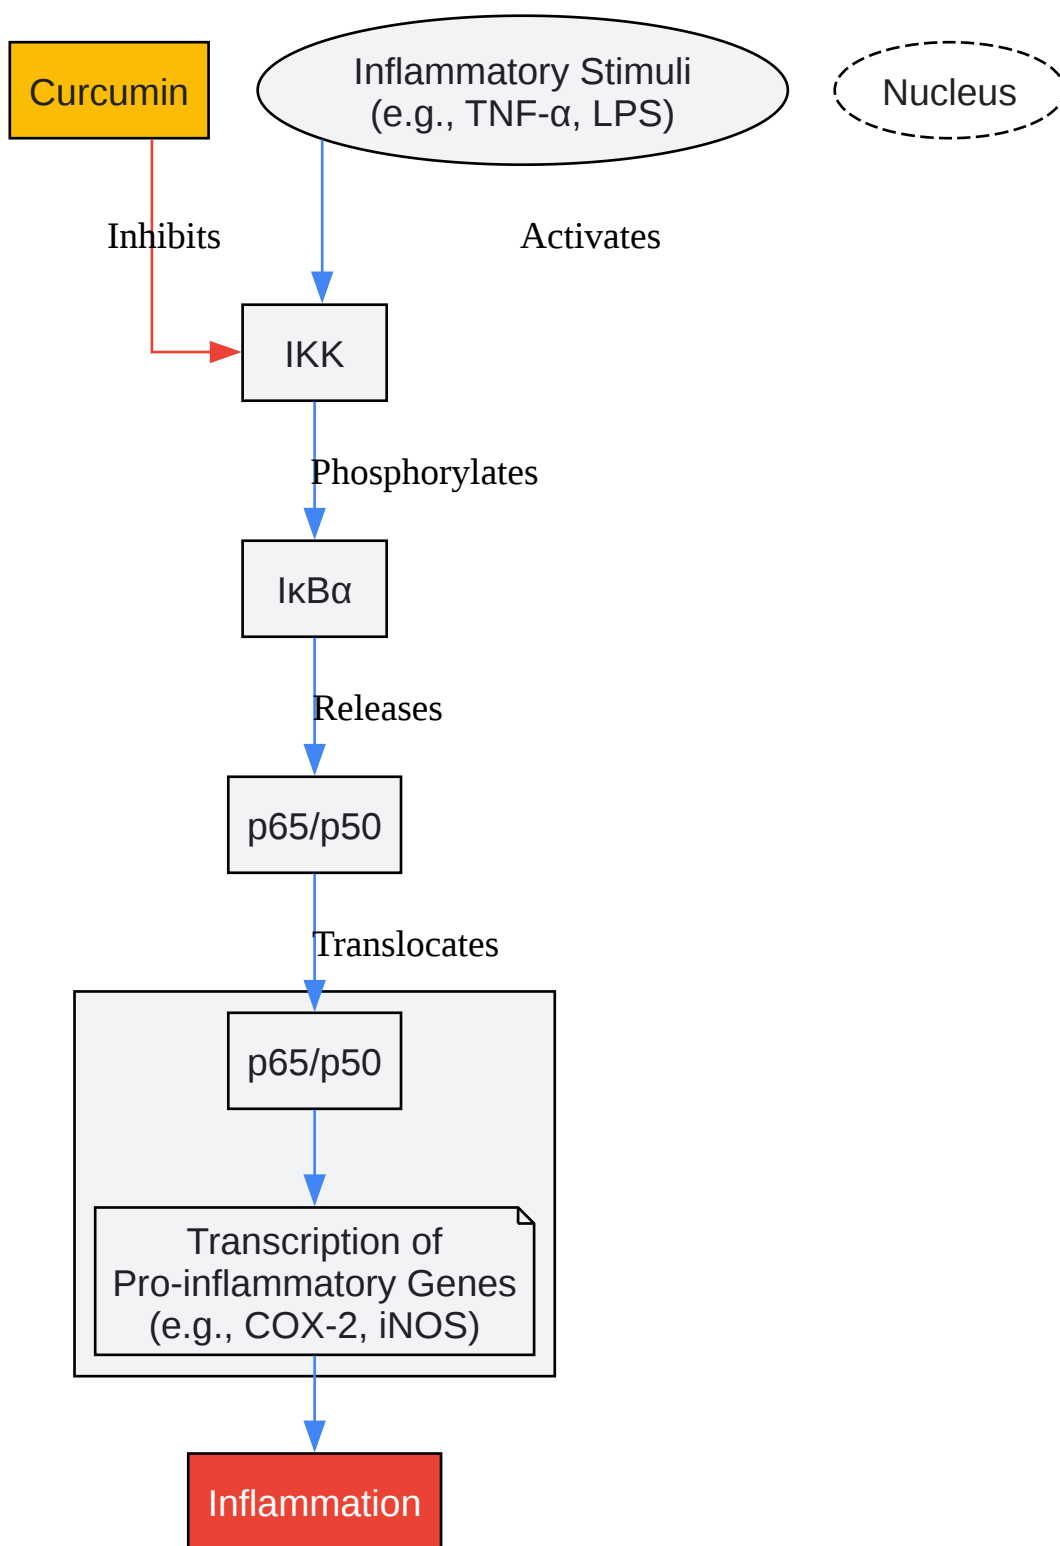 Curcumin
Inflammatory Stimuli
(e.g., TNF-α, LPS)
Nucleus
Inhibits
Activates
IKK
Phosphorylates
IκBα
Releases
p65/p50
Translocates
p65/p50
Transcription of
Pro-inflammatory Genes
(e.g., COX-2, iNOS)
Inflammation